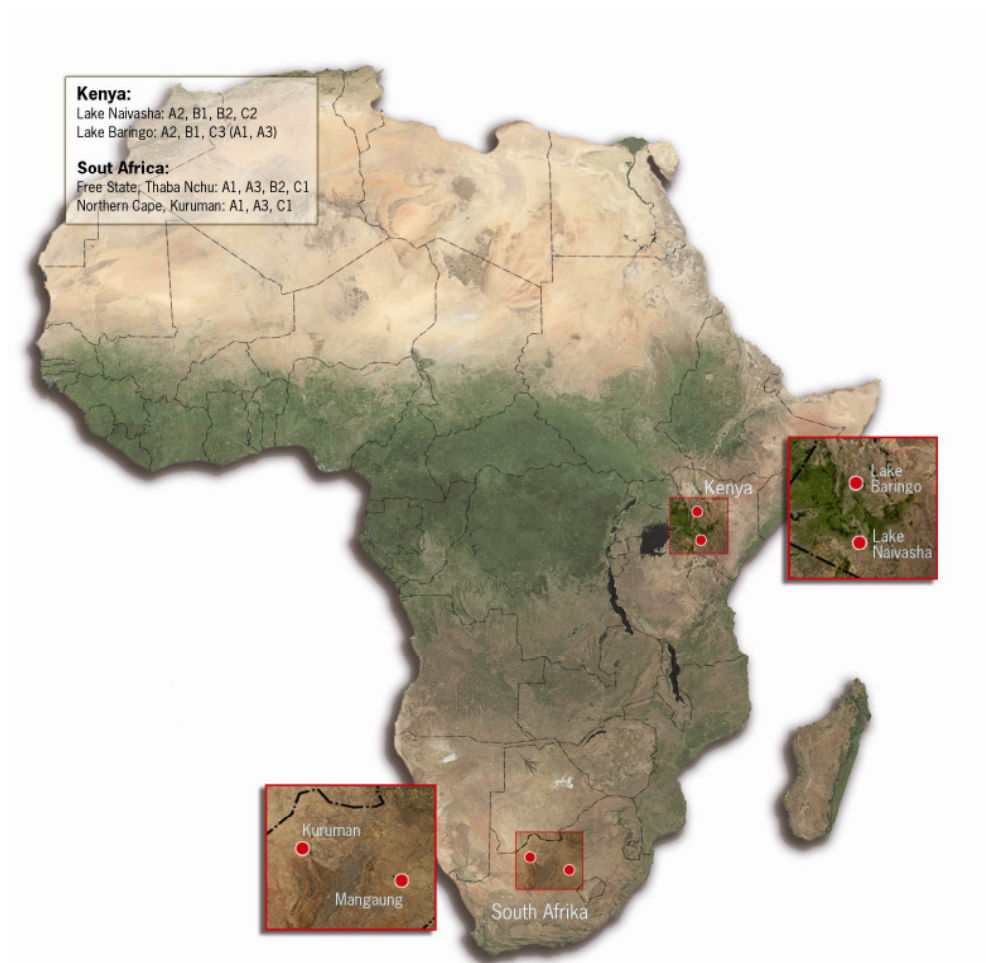 Kenya:
Lake Naivasha: A2, B1, B2, C2
Lake Baringo: A2, B1, C3 (A1, A3)
Sout Africa:
Free State, Thaba Nchu: A1, A3, B2, C1
Northern Cape, Kuruman: A1, A3, C1
Kenya
Lake
Baringo
Lake
Naivasha
Kuruman
Mangaung
South Afrika